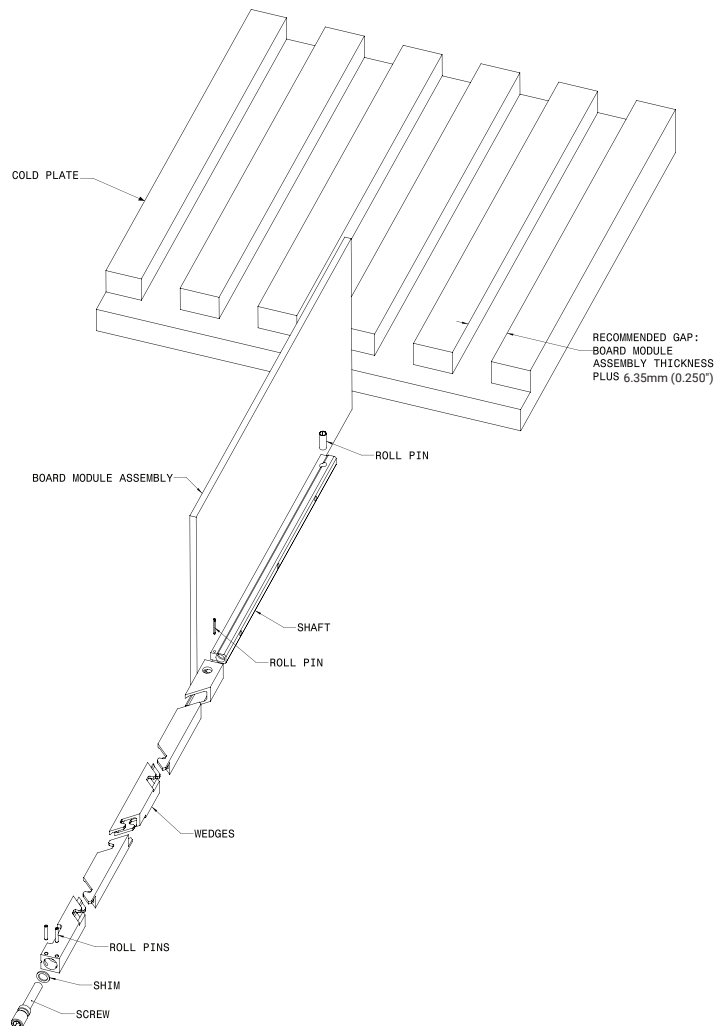 COLD PLATE
RECOMMENDED GAP:
BOARD MODULE
ASSEMBLY THICKNESS
PLUS 6.35mm (0.250")
ROLL PIN
BOARD MODULE ASSEMBLY
SHAFT
ROLL PIN
WEDGES
ROLL PINS
SHIM
SCREW